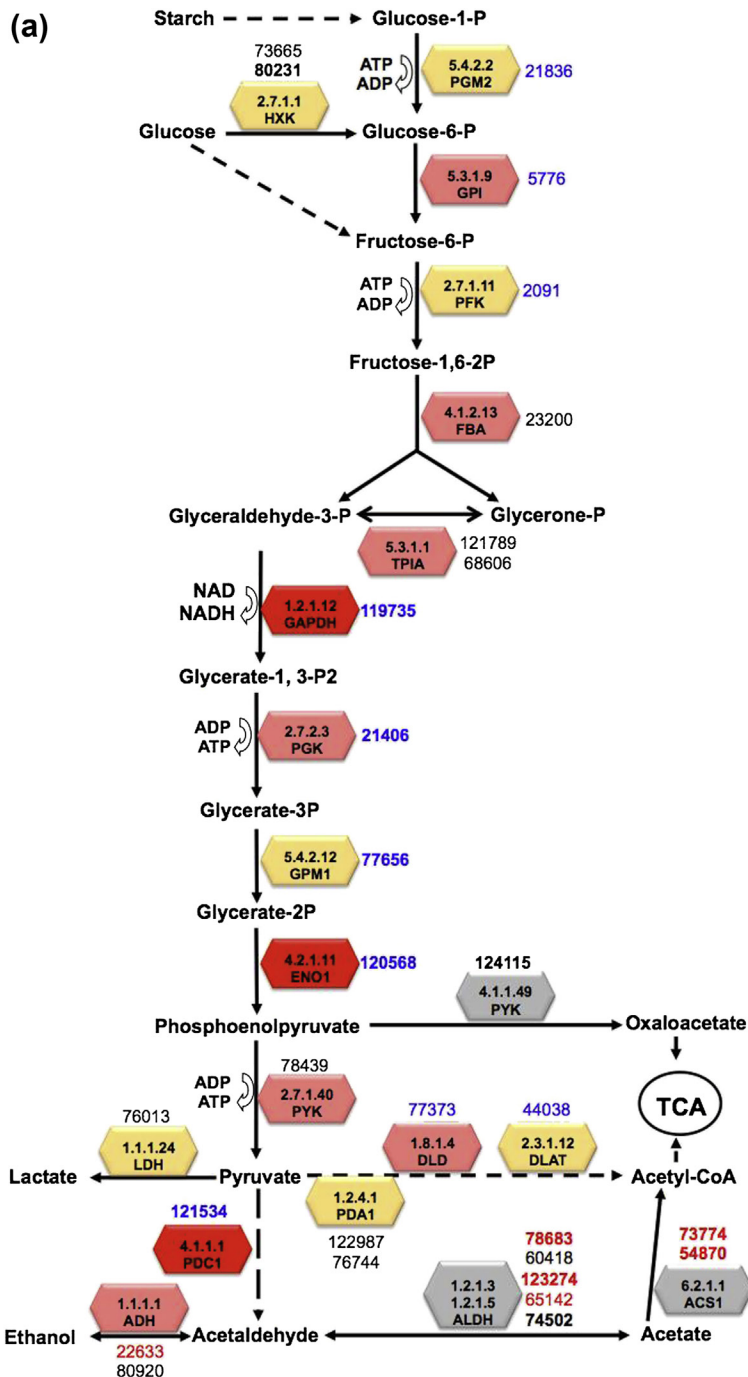 (a)
Starch
Glucose-1-P
73665
80231
ATP
ADP
5.4.2.2
PGM2
21836
2.7.1.1
HXK
Glucose
Glucose-6-P
5.3.1.9
GPI
5776
Fructose-6-P
ATP
ADP
2.7.1.11
PFK
2091
Fructose-1,6-2P
4.1.2.13
FBA
23200
Glyceraldehyde-3-P
Glycerone-P
5.3.1.1
TPIA
121789
68606
NAD
NADH
1.2.1.12
GAPDH
119735
Glycerate-1, 3-P2
ADP
ATP
2.7.2.3
PGK
21406
Glycerate-3P
5.4.2.12
GPM1
77656
Glycerate-2P
4.2.1.11
ENO1
120568
124115
4.1.1.49
PYK
Phosphoenolpyruvate
Oxaloacetate
ADP
ATP
78439
2.7.1.40
PYK
TCA
76013
1.1.1.24
LDH
77373
1.8.1.4
DLD
44038
2.3.1.12
DLAT
Lactate
Pyruvate
Acetyl-CoA
1.2.4.1
PDA1
122987
76744
121534
4.1.1.1
PDC1
78683
60418
123274
65142
74502
1.2.1.3
1.2.1.5
ALDH
73774
54870
6.2.1.1
ACS1
1.1.1.1
ADH
Ethanol
Acetaldehyde
Acetate
22633
80920